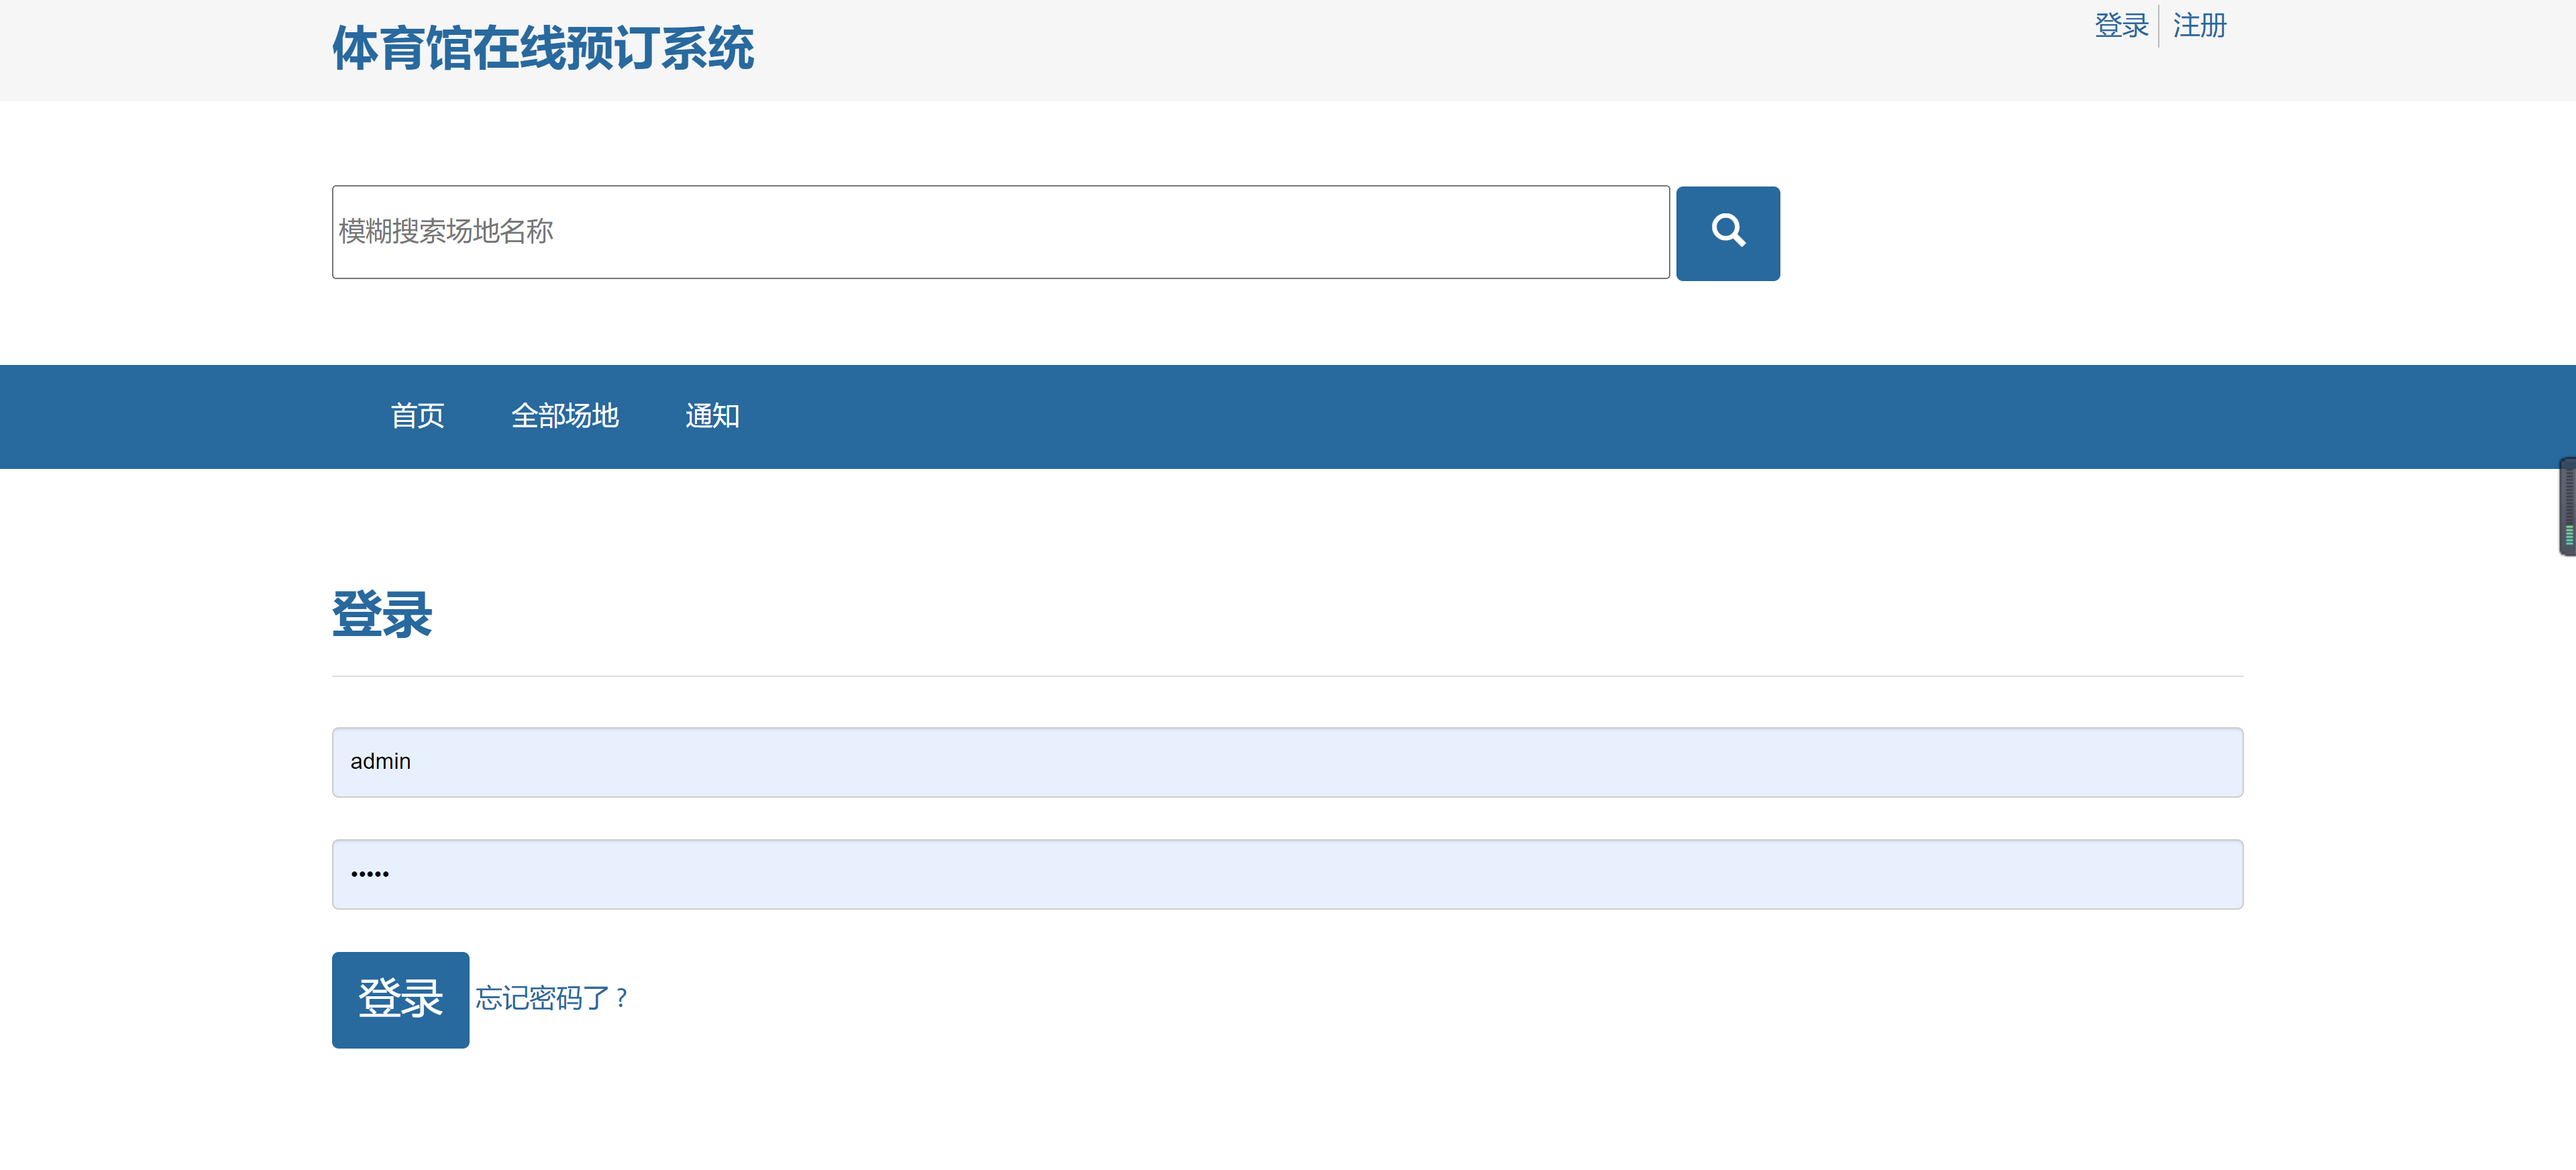 体育馆在线预订系统
登录 注册
模糊搜索场地名称
首页 全部场地 通知
登录
admin
•••••
登录 忘记密码了?